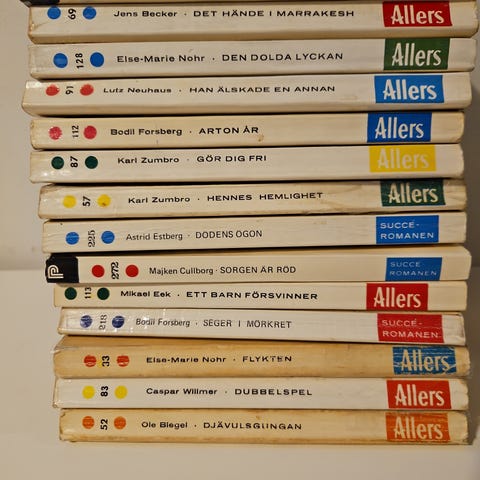 69 Jens Becker · DET HÄNDE I MARRAKESH Allers
128 Else-Marie Nohr · DEN DOLDA LYCKAN Allers
91 Lutz Neuhaus · HAN ÄLSKADE EN ANNAN Allers
112 Bodil Forsberg · ARTON ÅR Allers
87 Karl Zumbro · GÖR DIG FRI Allers
57 Karl Zumbro · HENNES HEMLIGHET Allers
225 Astrid Estberg · DÖDENS ÖGON SUCCÉ-
ROMANEN
P 272 Majken Cullborg · SORGEN ÄR RÖD SUCCÉ-
ROMANEN
113 Mikael Eek · ETT BARN FÖRSVINNER Allers
218 Bodil Forsberg · SEGER I MÖRKRET SUCCÉ-
ROMANEN
33 Else-Marie Nohr · FLYKTEN Allers
83 Caspar Willmer · DUBBELSPEL Allers
52 Ole Blegel · DJÄVULSGUNGAN Allers